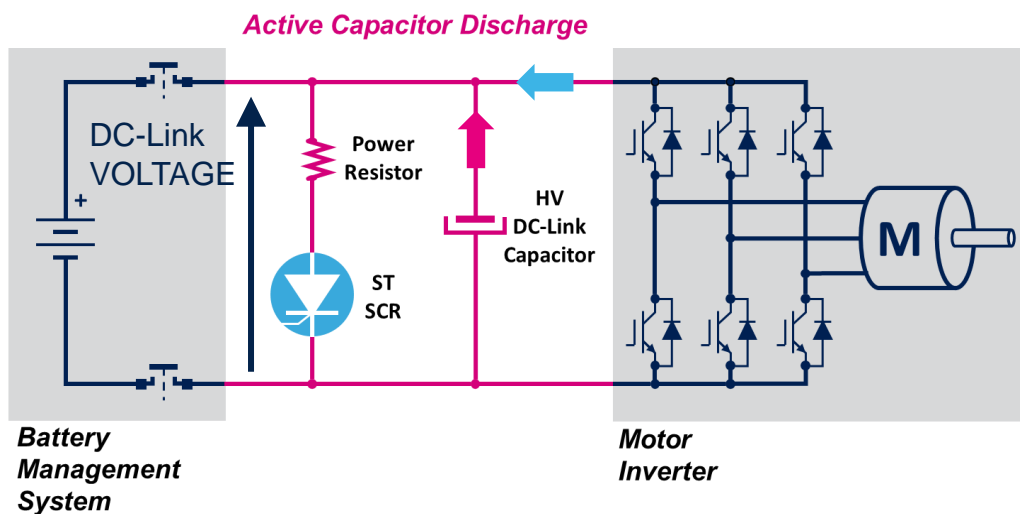 Active Capacitor Discharge
DC-Link
VOLTAGE
+
Power
Resistor
HV
DC-Link
Capacitor
ST
SCR
M
Battery
Management
System
Motor
Inverter